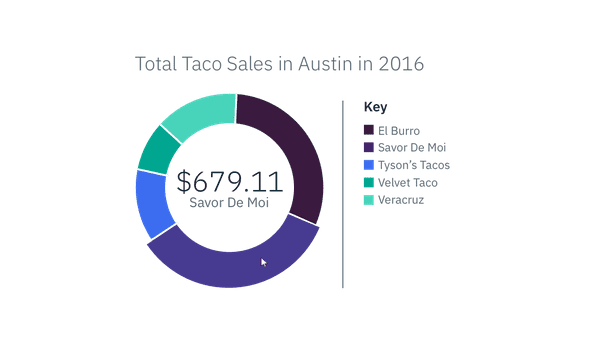 Total Taco Sales in Austin in 2016
$679.11
Savor De Moi
Key
El Burro
Savor De Moi
Tyson's Tacos
Velvet Taco
Veracruz